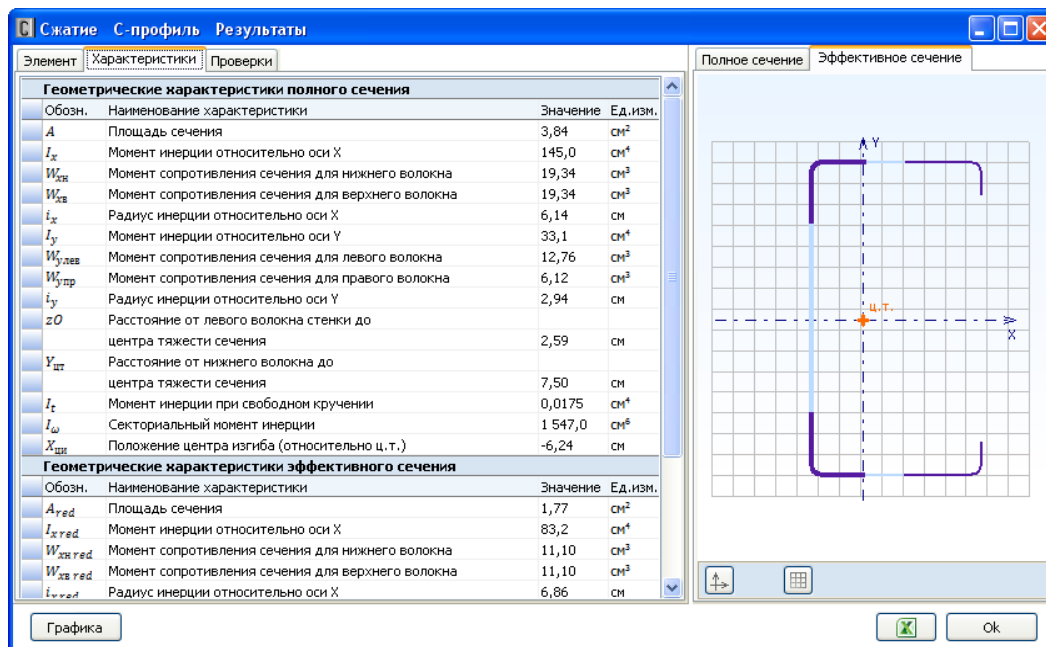 Сжатие С-профиль Результаты
Элемент Характеристики Проверки
Геометрические характеристики полного сечения
Обозн. Наименование характеристики Значение Ед.изм.
A Площадь сечения 3,84 см²
Iₓ Момент инерции относительно оси X 145,0 см⁴
Wхн Момент сопротивления сечения для нижнего волокна 19,34 см³
Wхв Момент сопротивления сечения для верхнего волокна 19,34 см³
iₓ Радиус инерции относительно оси X 6,14 см
Iy Момент инерции относительно оси Y 33,1 см⁴
Wyлев Момент сопротивления сечения для левого волокна 12,76 см³
Wyпр Момент сопротивления сечения для правого волокна 6,12 см³
iy Радиус инерции относительно оси Y 2,94 см
z0 Расстояние от левого волокна стенки до
центра тяжести сечения 2,59 см
Yцт Расстояние от нижнего волокна до
центра тяжести сечения 7,50 см
It Момент инерции при свободном кручении 0,0175 см⁴
Iω Секториальный момент инерции 1 547,0 см⁶
Xци Положение центра изгиба (относительно ц.т.) -6,24 см
Геометрические характеристики эффективного сечения
Обозн. Наименование характеристики Значение Ед.изм.
Ared Площадь сечения 1,77 см²
Ix red Момент инерции относительно оси X 83,2 см⁴
Wxн red Момент сопротивления сечения для нижнего волокна 11,10 см³
Wxв red Момент сопротивления сечения для верхнего волокна 11,10 см³
ix red Радиус инерции относительно оси X 6,86 см
Полное сечение Эффективное сечение
Y
ц.т.
X
Графика
Ok